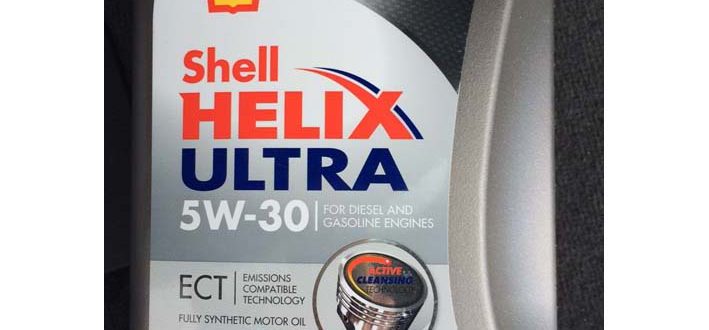 Shell
HELIX
ULTRA
5W-30
FOR DIESEL AND
GASOLINE ENGINES
ECT
EMISSIONS
COMPATIBLE
TECHNOLOGY
ACTIVE
CLEANSING
TECHNOLOGY
FULLY SYNTHETIC MOTOR OIL